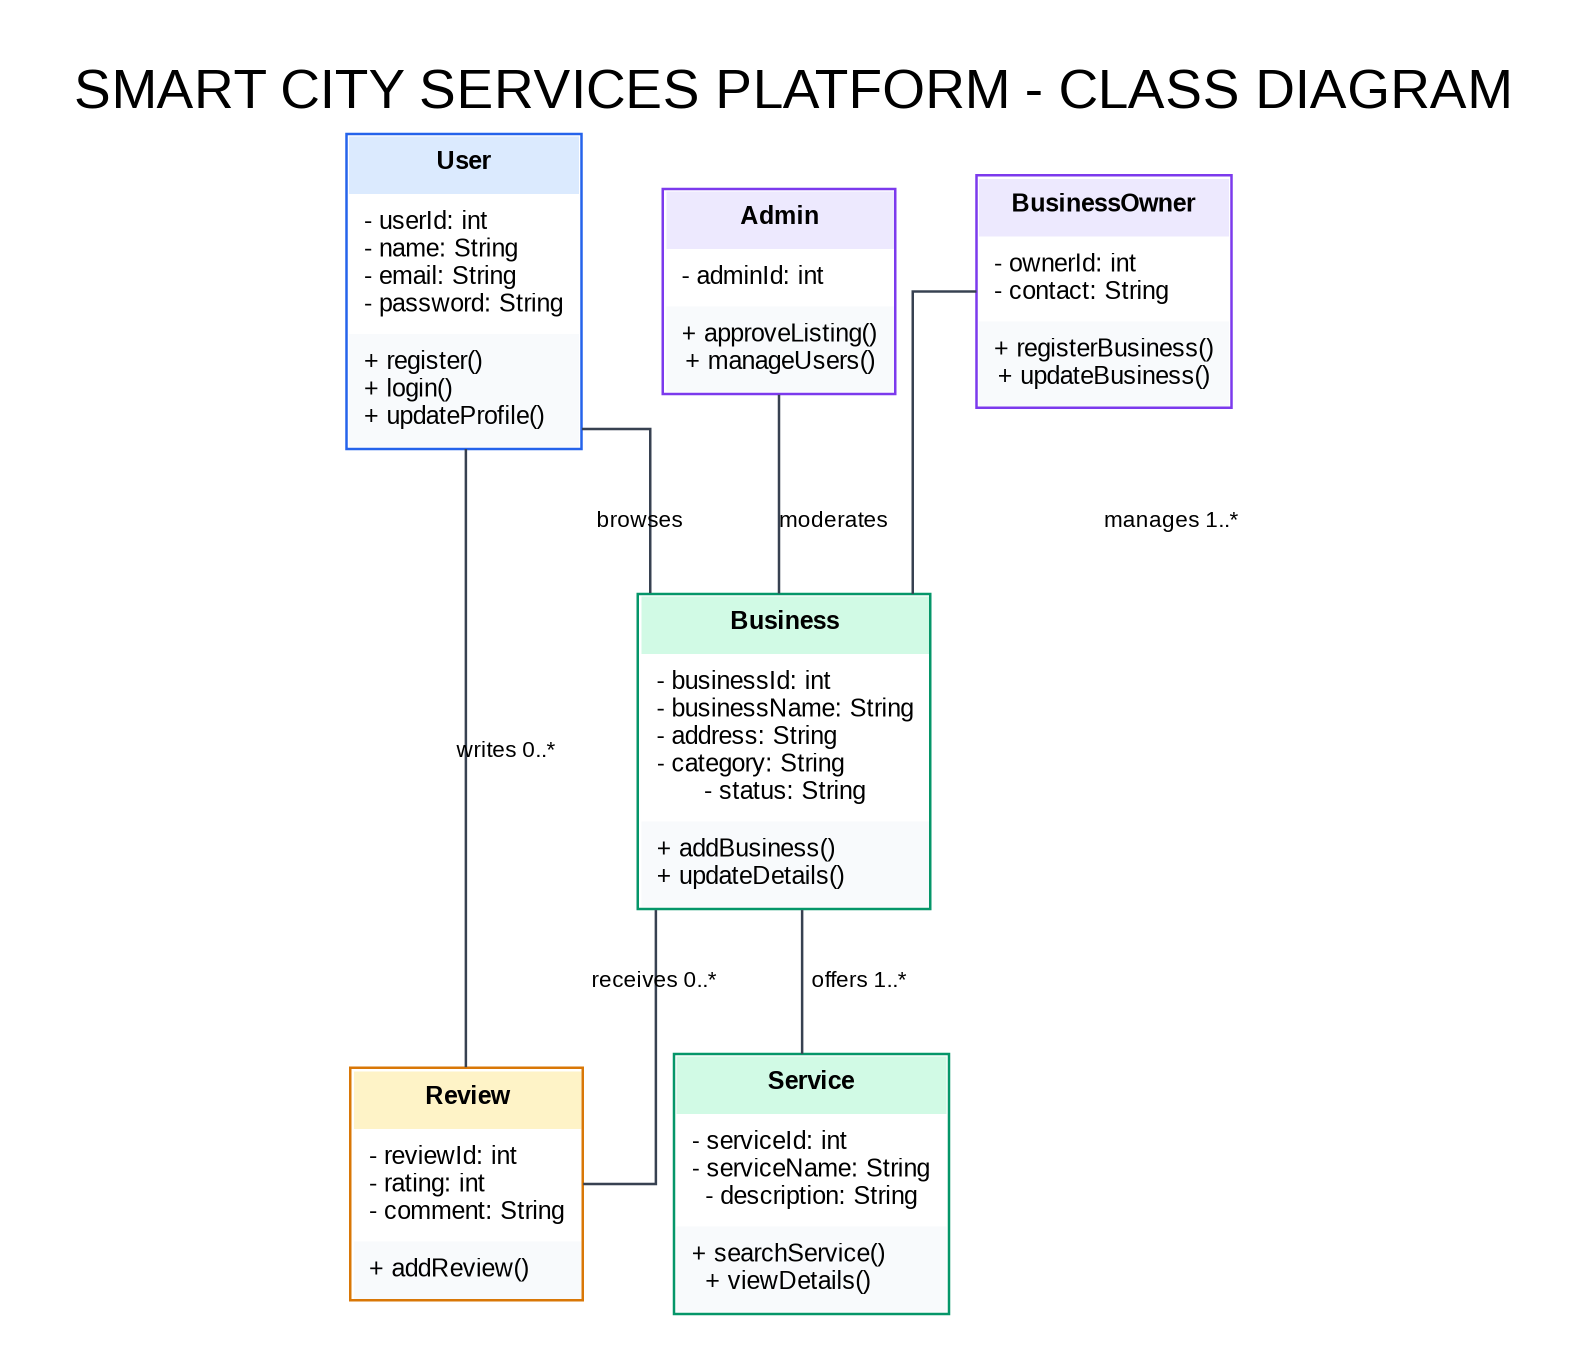 SMART CITY SERVICES PLATFORM - CLASS DIAGRAM
User
- userId: int
- name: String
- email: String
- password: String
+ register()
+ login()
+ updateProfile()
Admin
- adminId: int
+ approveListing()
+ manageUsers()
BusinessOwner
- ownerId: int
- contact: String
+ registerBusiness()
+ updateBusiness()
browses
moderates
manages 1..*
writes 0..*
Business
- businessId: int
- businessName: String
- address: String
- category: String
- status: String
+ addBusiness()
+ updateDetails()
receives 0..*
offers 1..*
Review
- reviewId: int
- rating: int
- comment: String
+ addReview()
Service
- serviceId: int
- serviceName: String
- description: String
+ searchService()
+ viewDetails()